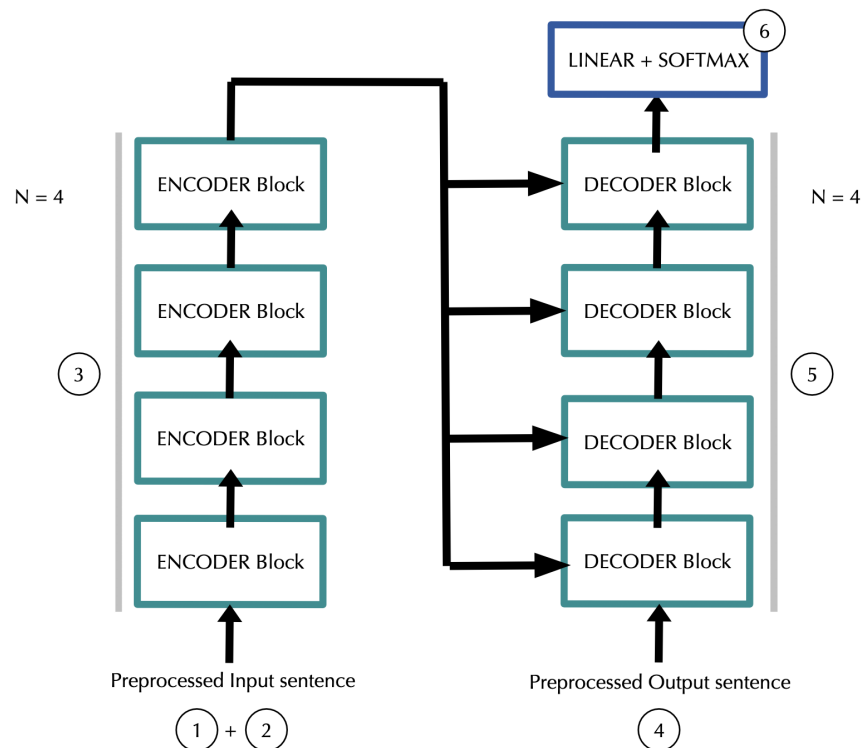 6
LINEAR + SOFTMAX
N = 4
ENCODER Block
ENCODER Block
ENCODER Block
ENCODER Block
3
Preprocessed Input sentence
1 + 2
DECODER Block
DECODER Block
DECODER Block
DECODER Block
N = 4
5
Preprocessed Output sentence
4